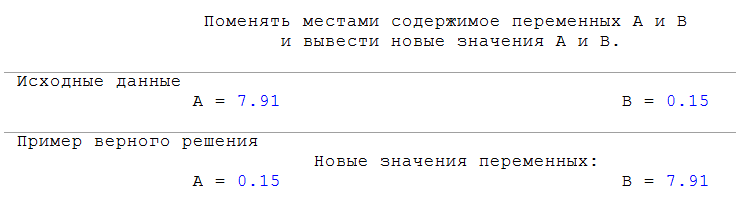 Поменять местами содержимое переменных A и B
и вывести новые значения A и B.
Исходные данные
A = 7.91 B = 0.15
Пример верного решения
Новые значения переменных:
A = 0.15 B = 7.91